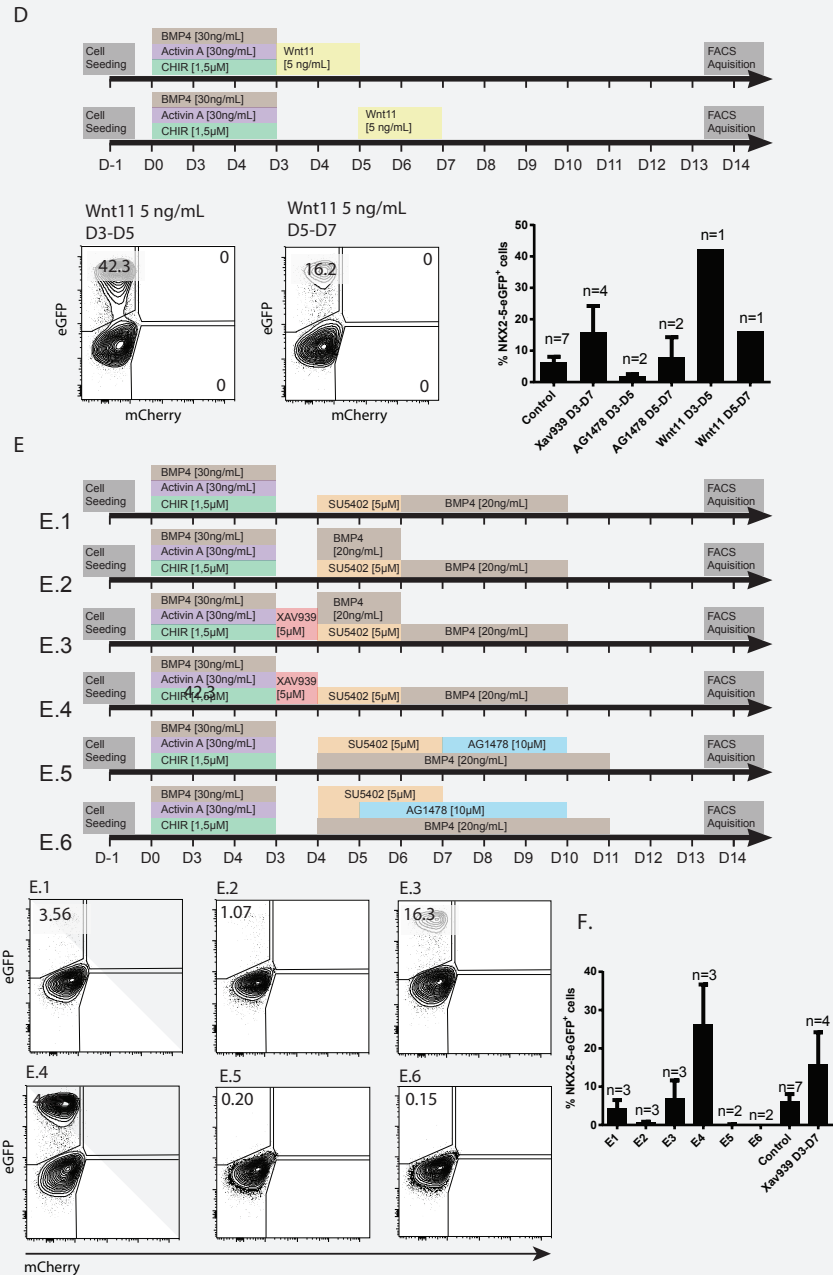 D
BMP4 [30ng/mL]
Activin A [30ng/mL]
CHIR [1,5µM]
Cell
Seeding
Wnt11
[5 ng/mL]
FACS
Aqusition
BMP4 [30ng/mL]
Activin A [30ng/mL]
CHIR [1,5µM]
Cell
Seeding
Wnt11
[5 ng/mL]
FACS
Aqusition
D-1 D0 D3 D4 D3 D4 D5 D6 D7 D8 D9 D10 D11 D12 D13 D14
Wnt11 5 ng/mL
D3-D5
42.3
0
0
eGFP
mCherry
Wnt11 5 ng/mL
D5-D7
16.2
0
0
eGFP
mCherry
% NKX2-5-eGFP+ cells
50
40
30
20
10
0
n=7
n=4
n=2
n=2
n=1
n=1
Control
Xav939 D3-D7
AG1478 D3-D5
AG1478 D5-D7
Wnt11 D3-D5
Wnt11 D5-D7
E
E.1
Cell
Seeding
BMP4 [30ng/mL]
Activin A [30ng/mL]
CHIR [1,5µM]
SU5402 [5µM]
BMP4 [20ng/mL]
FACS
Aqusition
E.2
Cell
Seeding
BMP4 [30ng/mL]
Activin A [30ng/mL]
CHIR [1,5µM]
BMP4
[20ng/mL]
SU5402 [5µM]
BMP4 [20ng/mL]
FACS
Aqusition
E.3
Cell
Seeding
BMP4 [30ng/mL]
Activin A [30ng/mL]
CHIR [1,5µM]
XAV939
[5µM]
BMP4
[20ng/mL]
SU5402 [5µM]
BMP4 [20ng/mL]
FACS
Aqusition
E.4
Cell
Seeding
BMP4 [30ng/mL]
Activin A [30ng/mL]
CHIR [1,5µM]
42.3
XAV939
[5µM]
SU5402 [5µM]
BMP4 [20ng/mL]
FACS
Aqusition
E.5
Cell
Seeding
BMP4 [30ng/mL]
Activin A [30ng/mL]
CHIR [1,5µM]
SU5402 [5µM]
AG1478 [10µM]
BMP4 [20ng/mL]
FACS
Aqusition
E.6
Cell
Seeding
BMP4 [30ng/mL]
Activin A [30ng/mL]
CHIR [1,5µM]
SU5402 [5µM]
AG1478 [10µM]
BMP4 [20ng/mL]
FACS
Aqusition
D-1 D0 D3 D4 D3 D4 D5 D6 D7 D8 D9 D10 D11 D12 D13 D14
E.1
3.56
eGFP
E.2
1.07
E.3
16.3
E.4
eGFP
E.5
0.20
E.6
0.15
mCherry
F.
% NKX2-5-eGFP+ cells
40
30
20
10
0
n=3
n=3
n=3
n=3
n=2
n=2
n=7
n=4
E1
E2
E3
E4
E5
E6
Control
Xav939 D3-D7